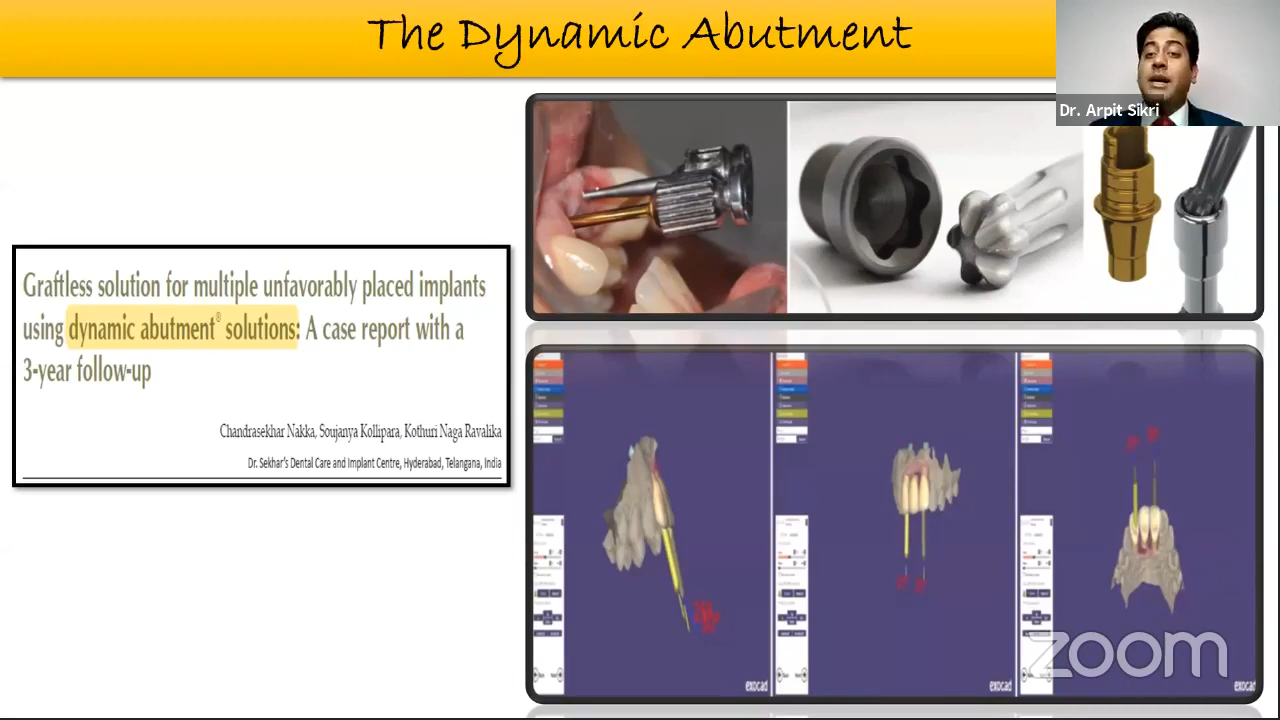 The Dynamic Abutment
Dr. Arpit Sikri
Graftless solution for multiple unfavorably placed implants
using dynamic abutment® solutions: A case report with a
3-year follow-up
Chandrasekhar Nakka, Soujanya Kollipara, Kothuri Naga Ravalika
Dr. Sekhar's Dental Care and Implant Centre, Hyderabad, Telangana, India
exocad
exocad
exocad
zoom